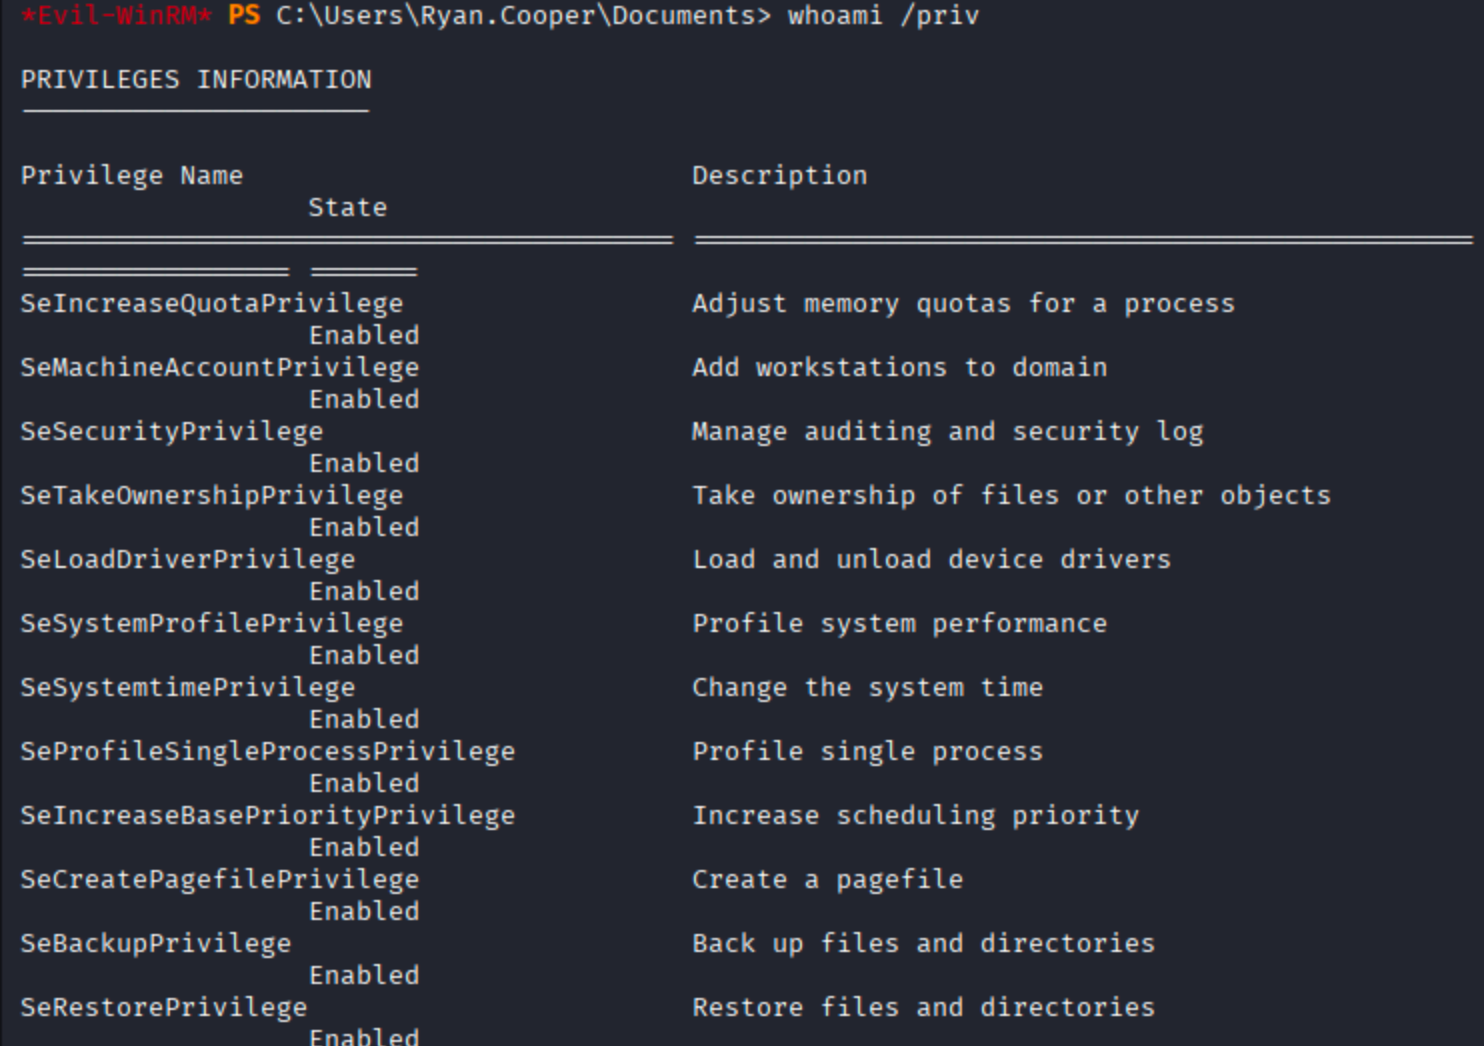 *Evil-WinRM* PS C:\Users\Ryan.Cooper\Documents> whoami /priv
PRIVILEGES INFORMATION
----------------------
Privilege Name Description
State
========================================= =================================================
================= =======
SeIncreaseQuotaPrivilege Adjust memory quotas for a process
Enabled
SeMachineAccountPrivilege Add workstations to domain
Enabled
SeSecurityPrivilege Manage auditing and security log
Enabled
SeTakeOwnershipPrivilege Take ownership of files or other objects
Enabled
SeLoadDriverPrivilege Load and unload device drivers
Enabled
SeSystemProfilePrivilege Profile system performance
Enabled
SeSystemtimePrivilege Change the system time
Enabled
SeProfileSingleProcessPrivilege Profile single process
Enabled
SeIncreaseBasePriorityPrivilege Increase scheduling priority
Enabled
SeCreatePagefilePrivilege Create a pagefile
Enabled
SeBackupPrivilege Back up files and directories
Enabled
SeRestorePrivilege Restore files and directories
Enabled